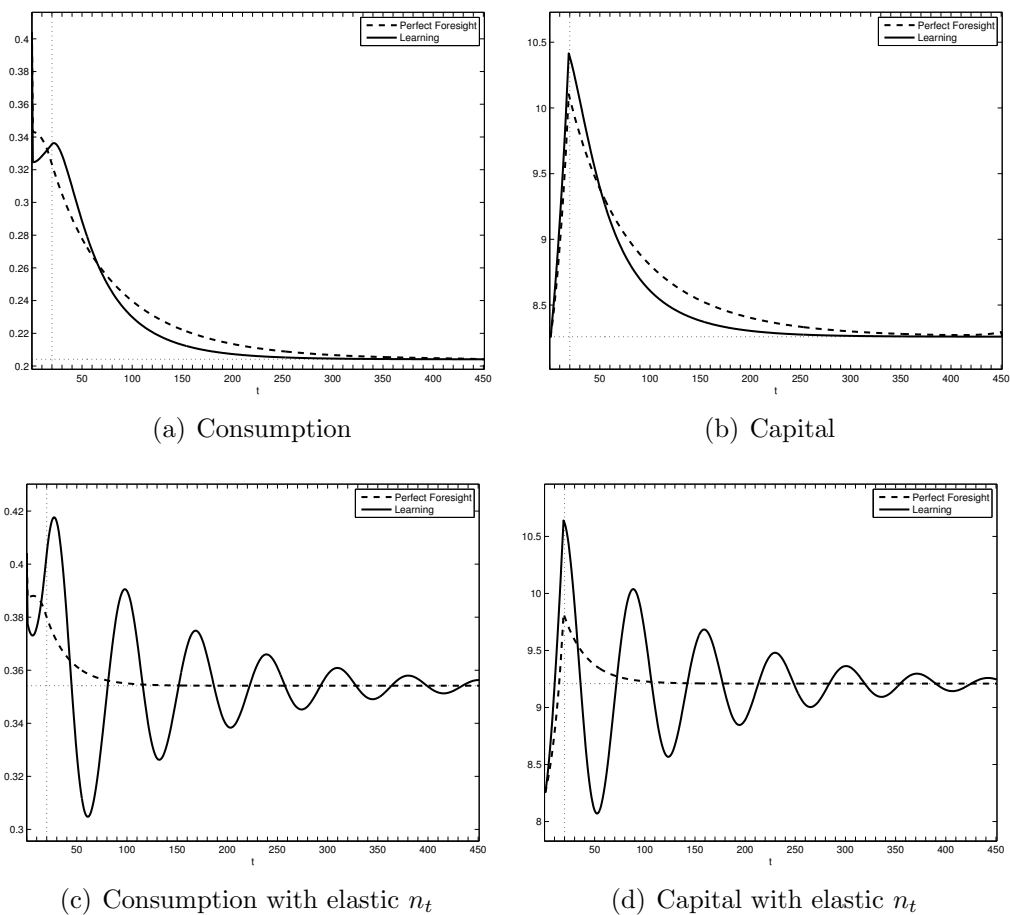 Perfect Foresight
Learning
0.4
0.38
0.36
0.34
0.32
0.3
0.28
0.26
0.24
0.22
0.2
50 100 150 200 250 300 350 400 450
t
(a) Consumption
Perfect Foresight
Learning
10.5
10
9.5
9
8.5
50 100 150 200 250 300 350 400 450
t
(b) Capital
Perfect Foresight
Learning
0.42
0.4
0.38
0.36
0.34
0.32
0.3
50 100 150 200 250 300 350 400 450
t
(c) Consumption with elastic n_t
Perfect Foresight
Learning
10.5
10
9.5
9
8.5
8
50 100 150 200 250 300 350 400 450
t
(d) Capital with elastic n_t